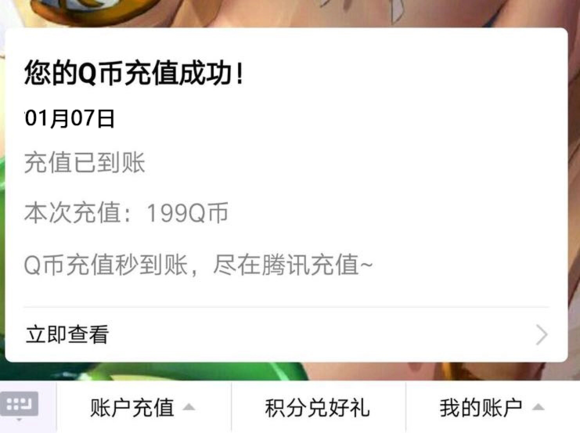 您的Q币充值成功！
01月07日
充值已到账
本次充值：199Q币
Q币充值秒到账，尽在腾讯充值~
立即查看
账户充值
积分兑好礼
我的账户